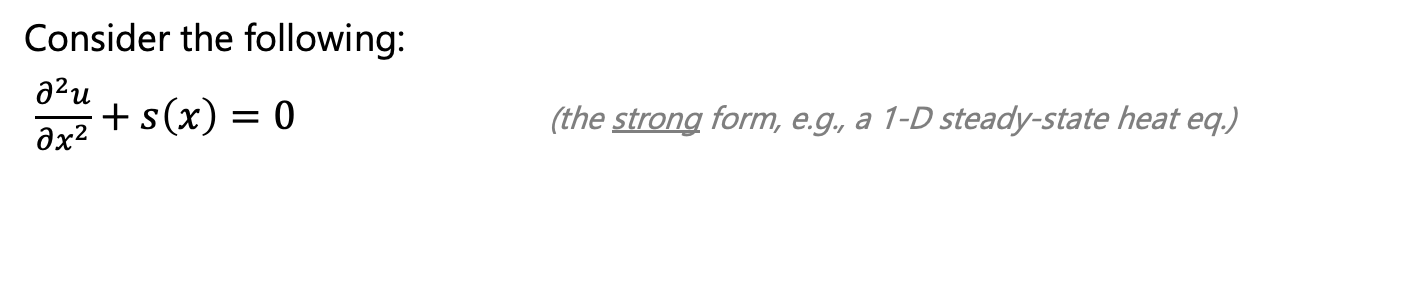 Consider the following:
∂²u/∂x² + s(x) = 0 (the strong form, e.g., a 1-D steady-state heat eq.)